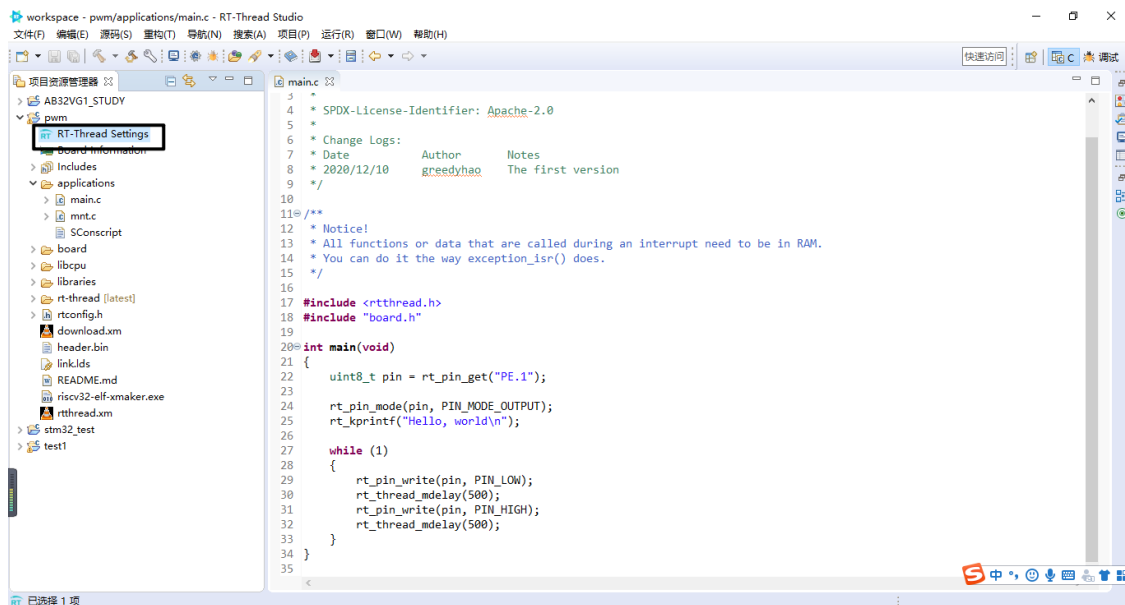 workspace - pwm/applications/main.c - RT-Thread Studio
文件(F) 编辑(E) 源码(S) 重构(T) 导航(N) 搜索(A) 项目(P) 运行(R) 窗口(W) 帮助(H)
快速访问 C 调试
项目资源管理器
AB32VG1_STUDY
pwm
RT-Thread Settings
Board Information
Includes
applications
main.c
mnt.c
SConscript
board
libcpu
libraries
rt-thread [latest]
rtconfig.h
download.xm
header.bin
link.lds
README.md
riscv32-elf-xmaker.exe
rtthread.xm
stm32_test
test1
main.c
3 *
4 * SPDX-License-Identifier: Apache-2.0
5 *
6 * Change Logs:
7 * Date Author Notes
8 * 2020/12/10 greedyhao The first version
9 */
10
11 /**
12 * Notice!
13 * All functions or data that are called during an interrupt need to be in RAM.
14 * You can do it the way exception_isr() does.
15 */
16
17 #include <rtthread.h>
18 #include "board.h"
19
20 int main(void)
21 {
22 uint8_t pin = rt_pin_get("PE.1");
23
24 rt_pin_mode(pin, PIN_MODE_OUTPUT);
25 rt_kprintf("Hello, world\n");
26
27 while (1)
28 {
29 rt_pin_write(pin, PIN_LOW);
30 rt_thread_mdelay(500);
31 rt_pin_write(pin, PIN_HIGH);
32 rt_thread_mdelay(500);
33 }
34 }
35
中
已选择 1 项